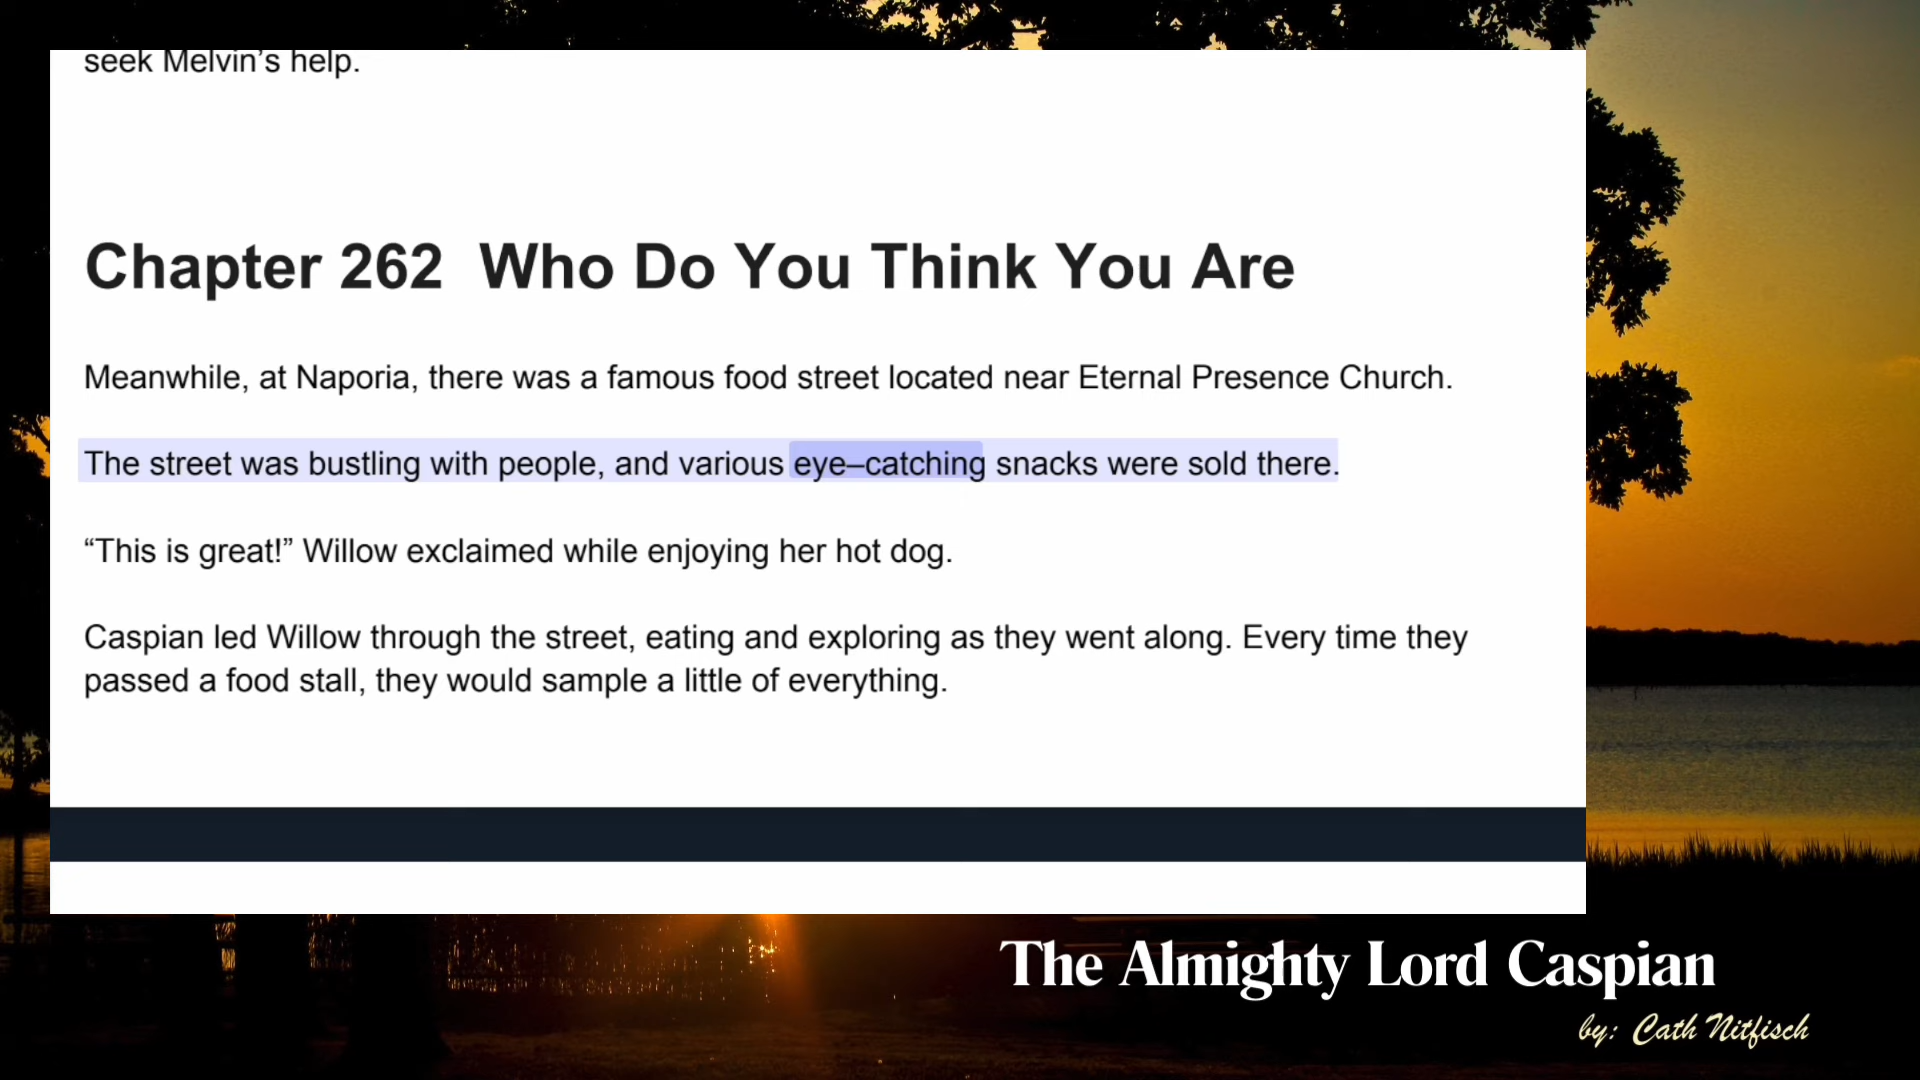 seek Melvin’s help.
Chapter 262  Who Do You Think You Are
Meanwhile, at Naporia, there was a famous food street located near Eternal Presence Church.
The street was bustling with people, and various eye–catching snacks were sold there.
“This is great!” Willow exclaimed while enjoying her hot dog.
Caspian led Willow through the street, eating and exploring as they went along. Every time they
passed a food stall, they would sample a little of everything.
The Almighty Lord Caspian
by: Cath Nitfisch